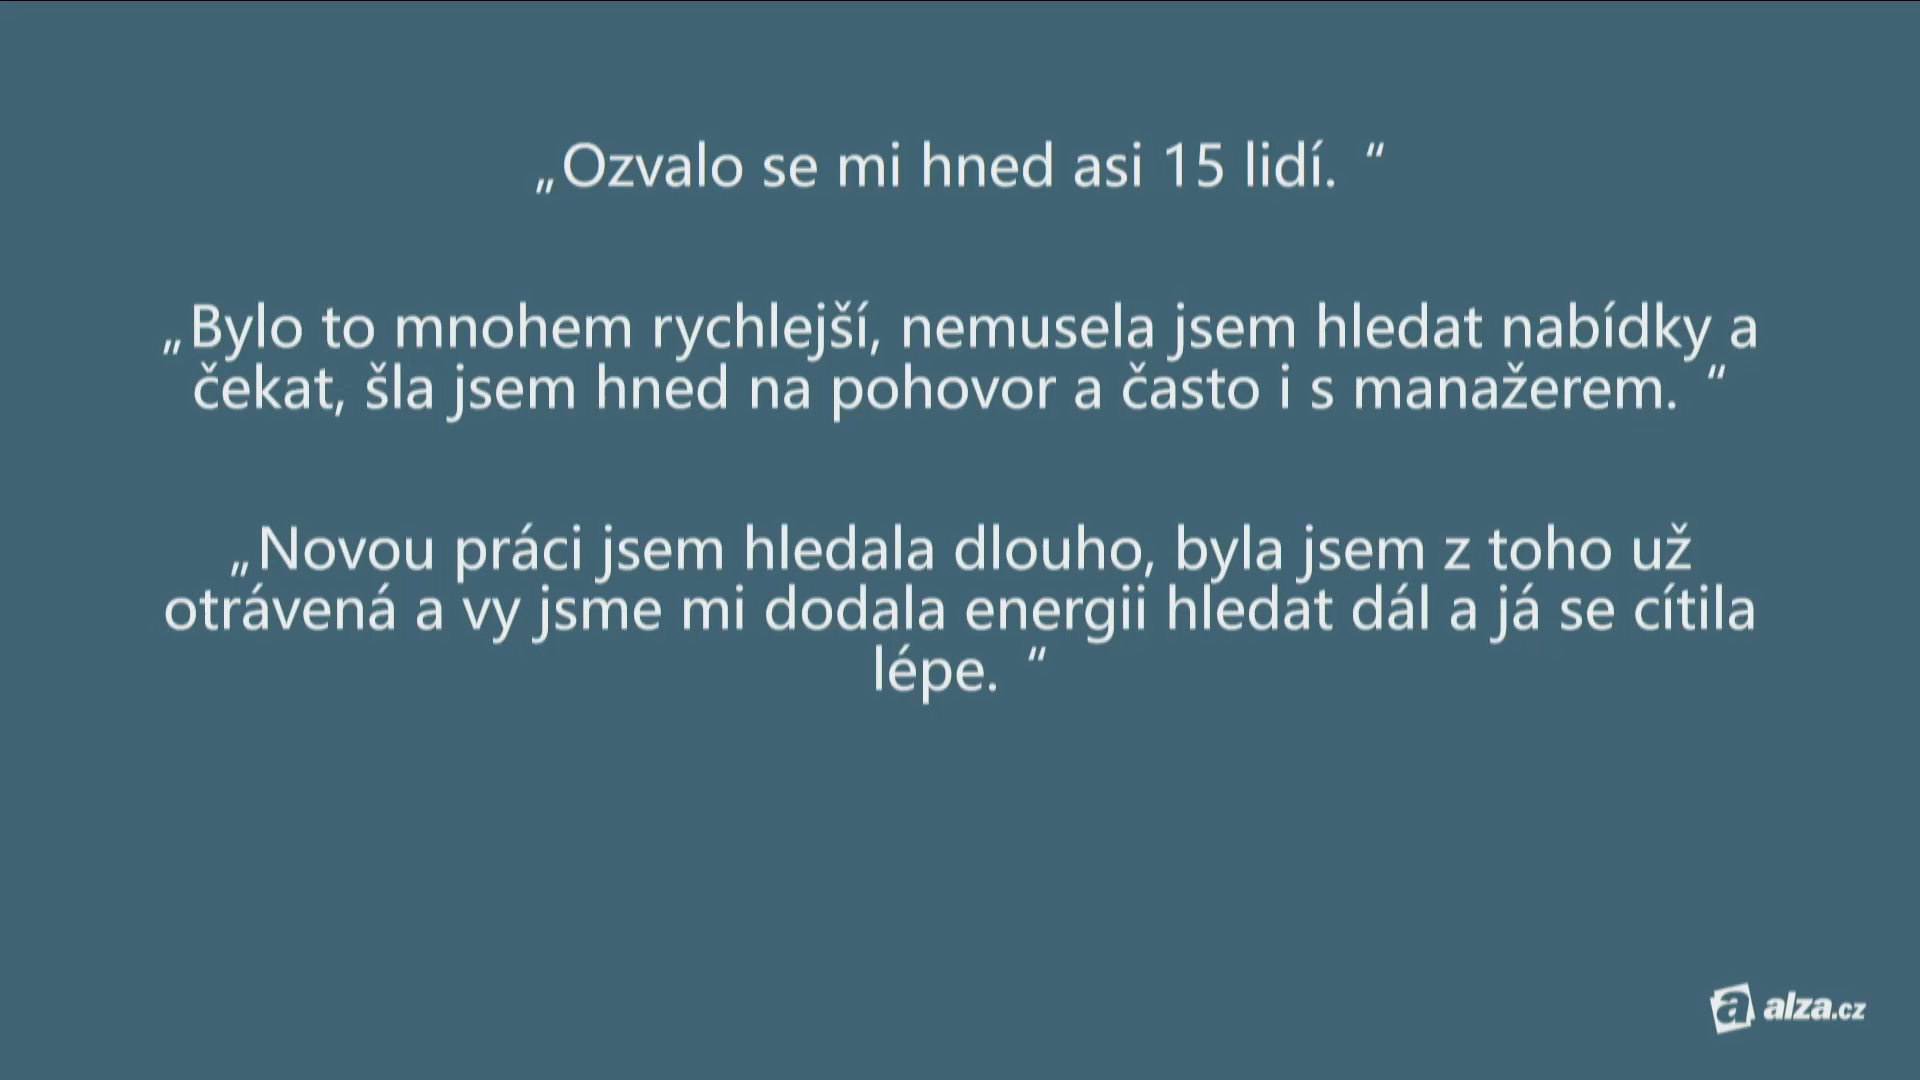 „Ozvalo se mi hned asi 15 lidí. “
„Bylo to mnohem rychlejší, nemusela jsem hledat nabídky a
čekat, šla jsem hned na pohovor a často i s manažerem. “
„Novou práci jsem hledala dlouho, byla jsem z toho už
otrávená a vy jsme mi dodala energii hledat dál a já se cítila
lépe. “
a alza.cz